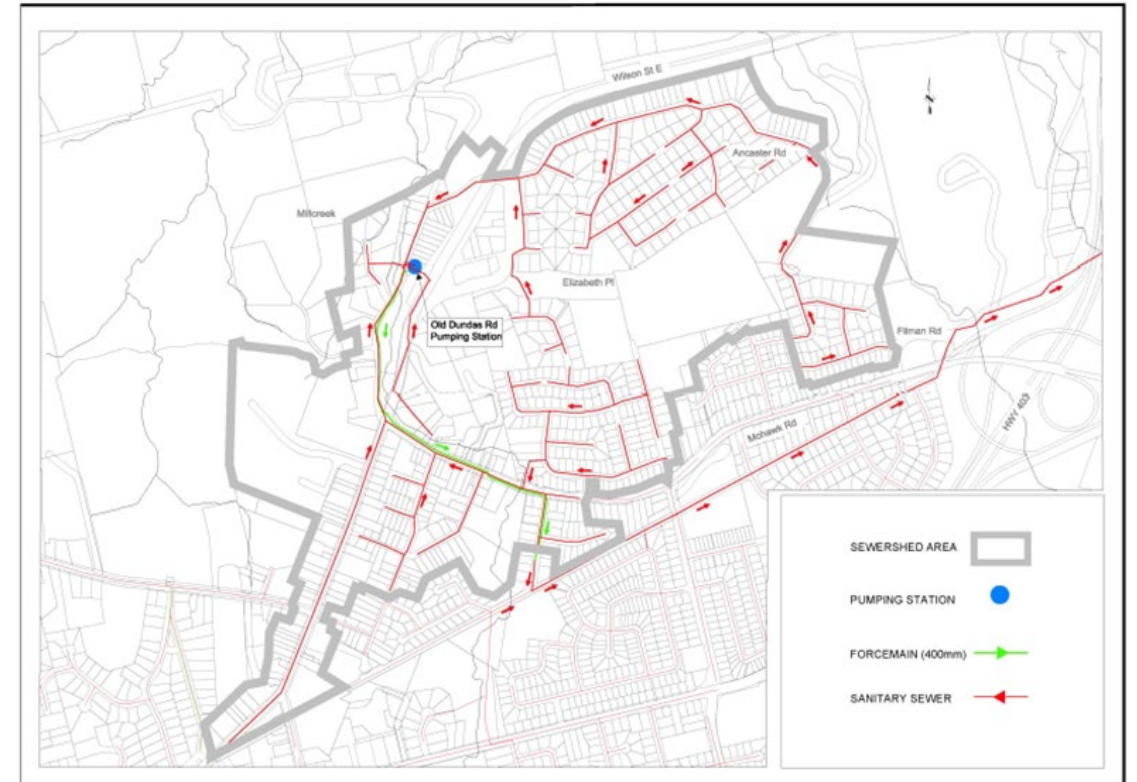 Wilson St E
Ancaster Rd
Millcreek
Elizabeth Pl
Old Dundas Rd
Pumping Station
Filman Rd
HWY 403
Mohawk Rd
SEWERSHED AREA
PUMPING STATION
FORCEMAIN (400mm)
SANITARY SEWER